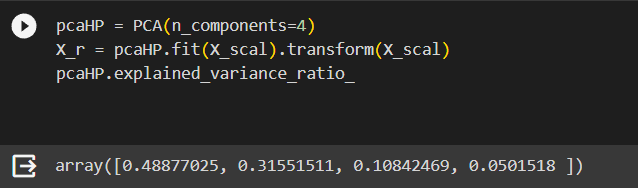 pcaHP = PCA(n_components=4)
X_r = pcaHP.fit(X_scal).transform(X_scal)
pcaHP.explained_variance_ratio_
array([0.48877025, 0.31551511, 0.10842469, 0.0501518 ])